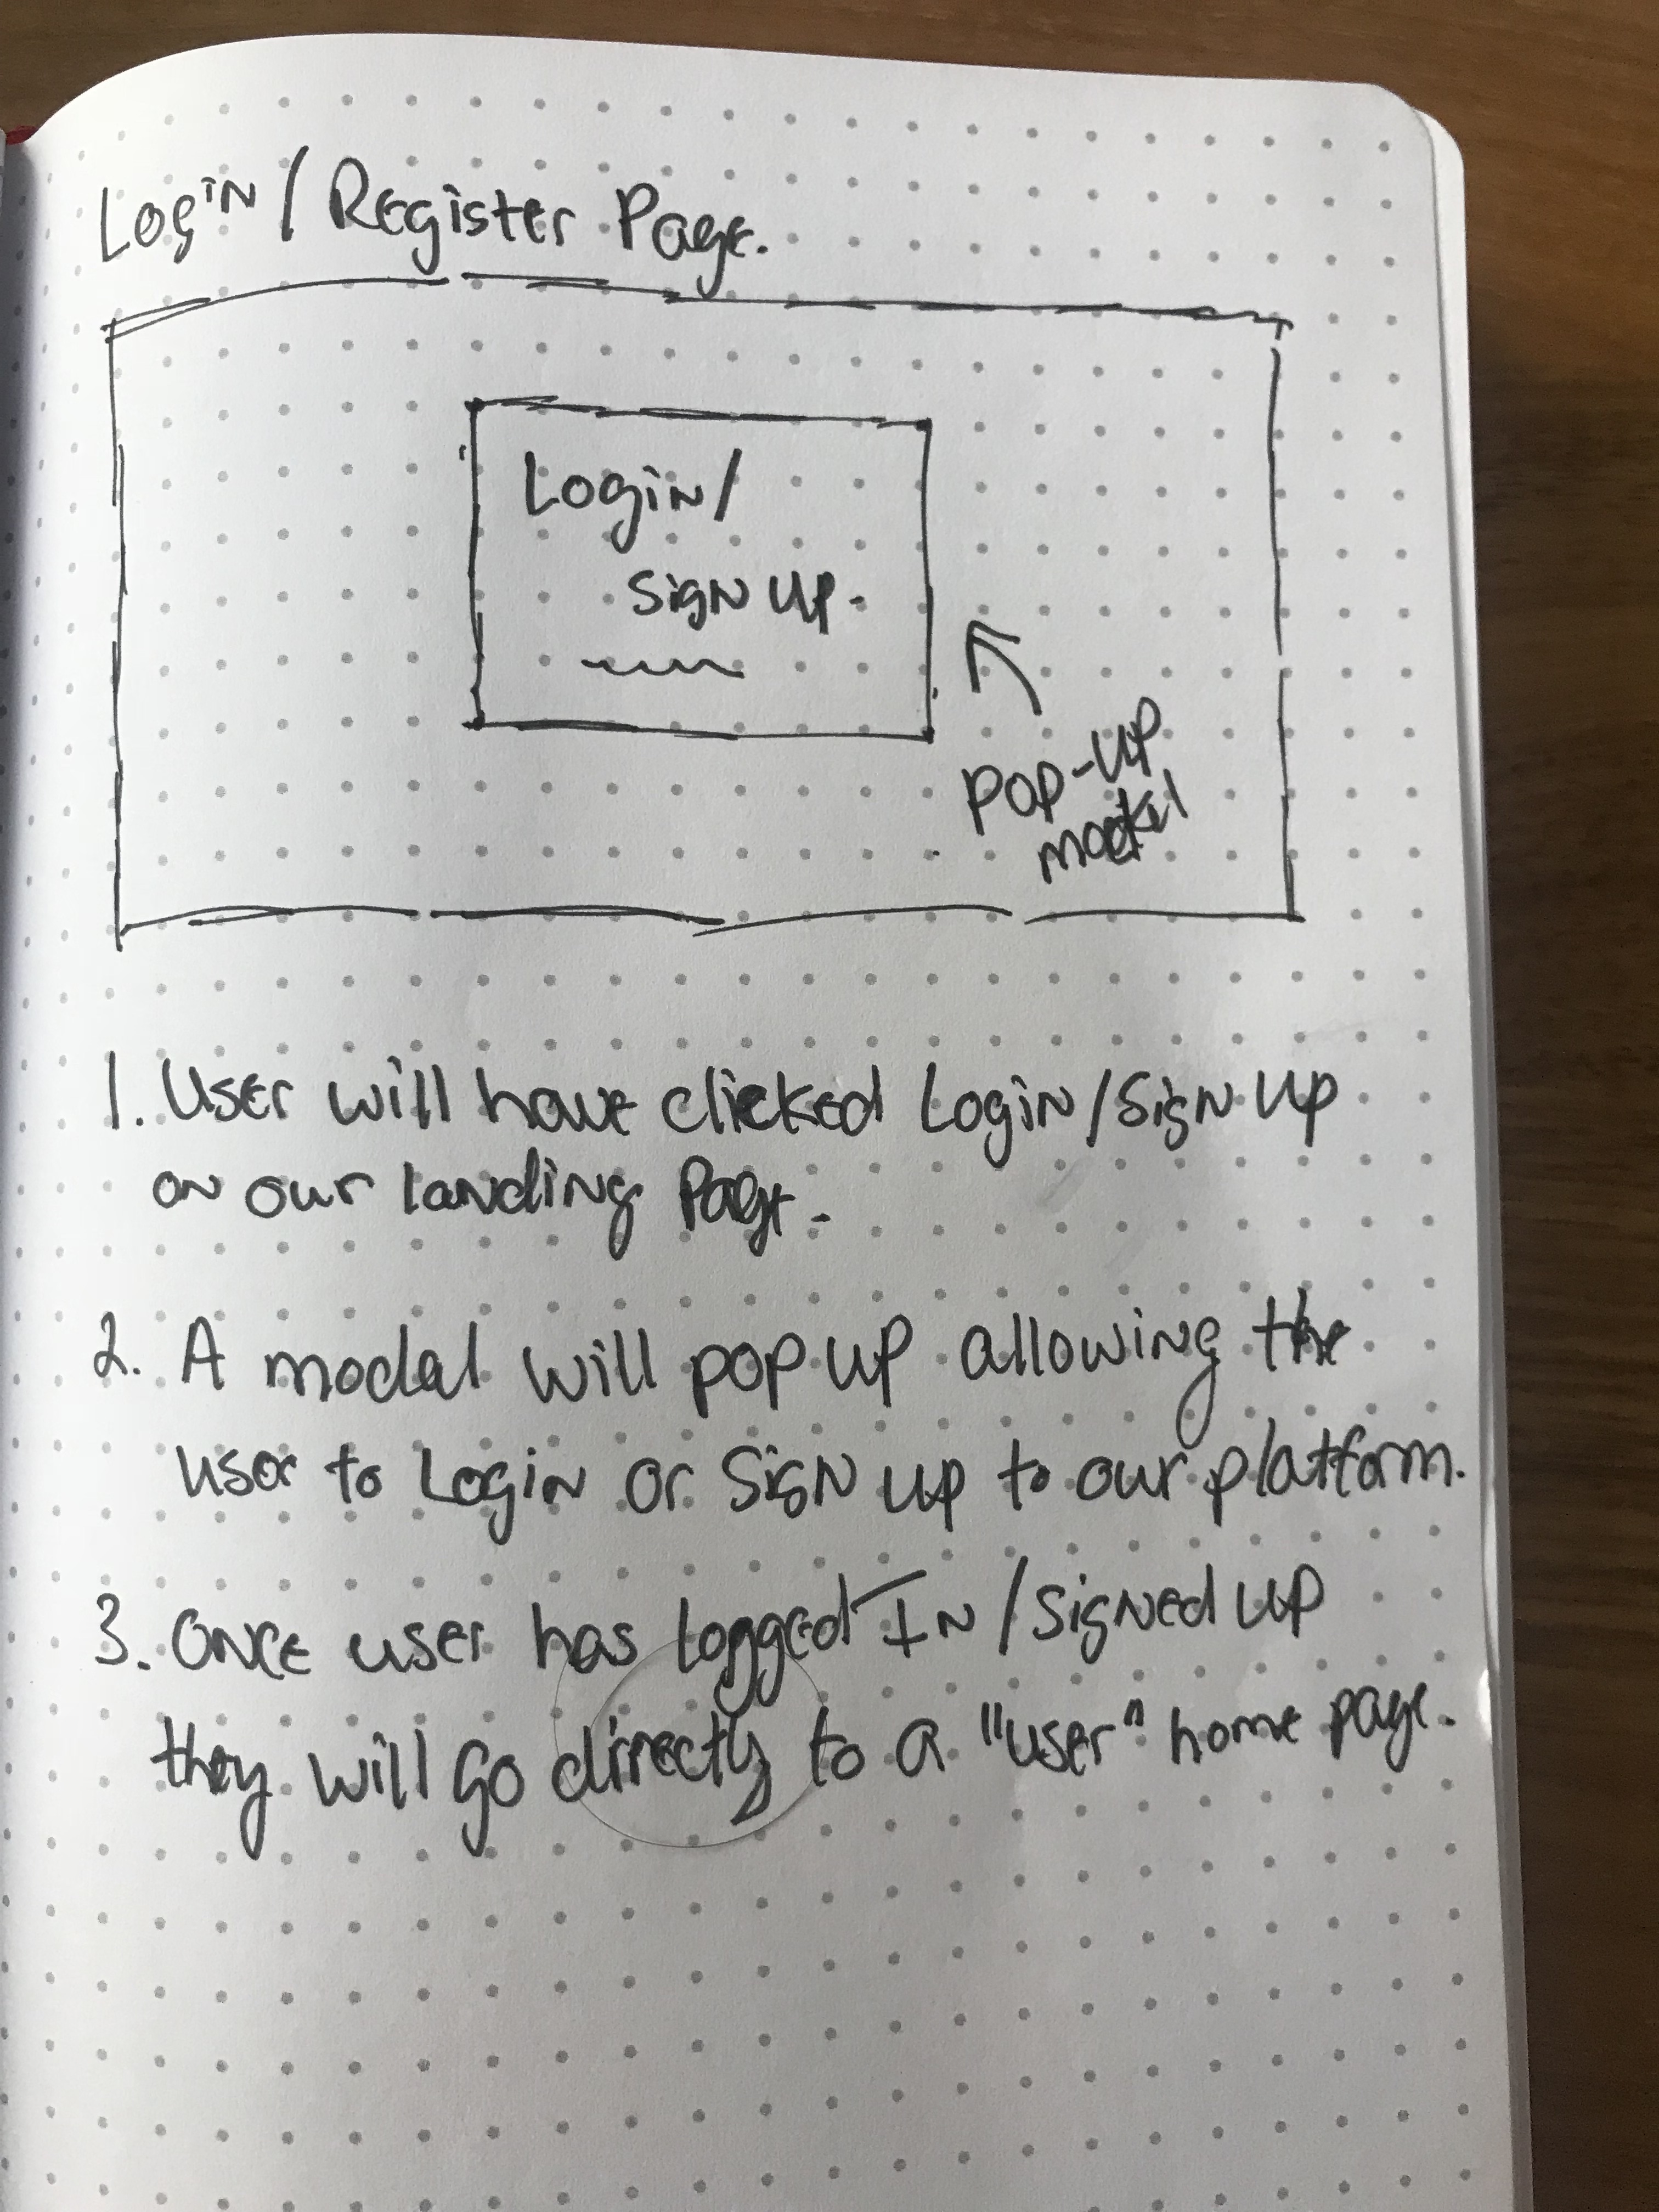 Login / Register Page.
Login /
Sign up.
Pop-up
modal
1. User will have clicked Login / Sign up
on our landing page.
2. A modal will pop up allowing the
user to Login or Sign up to our platform.
3. Once user has logged In / signed up
they will go directly to a "user" home page.